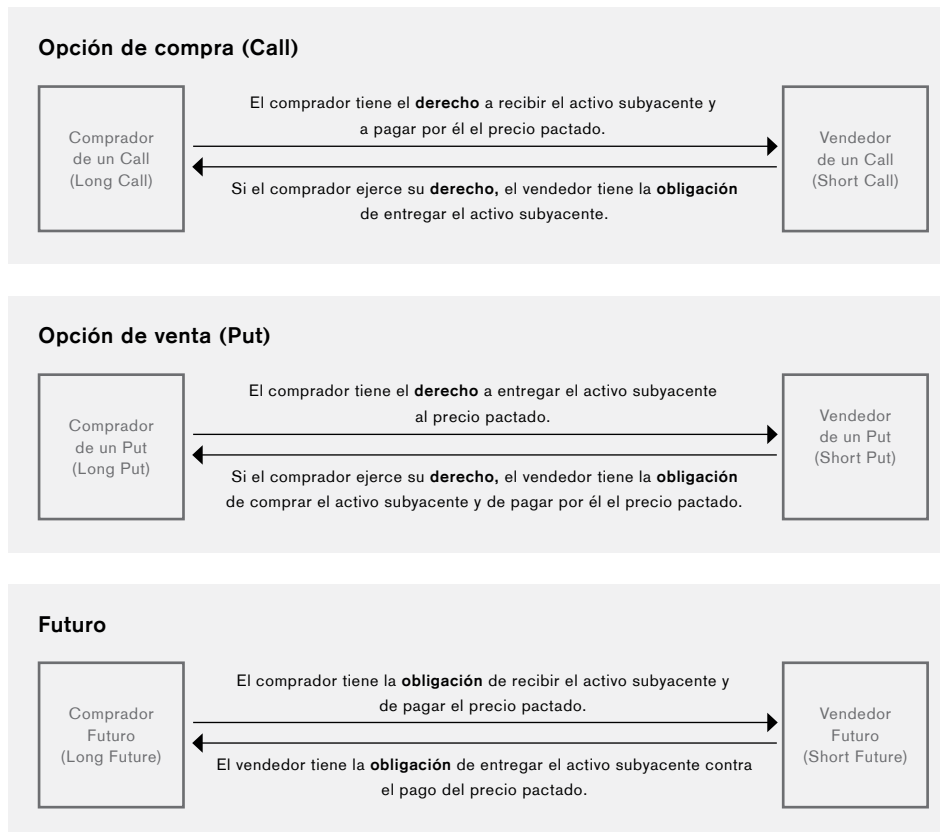 Opción de compra (Call)
Comprador
de un Call
(Long Call)
El comprador tiene el derecho a recibir el activo subyacente y
a pagar por él el precio pactado.
Si el comprador ejerce su derecho, el vendedor tiene la obligación
de entregar el activo subyacente.
Vendedor
de un Call
(Short Call)
Opción de venta (Put)
Comprador
de un Put
(Long Put)
El comprador tiene el derecho a entregar el activo subyacente
al precio pactado.
Si el comprador ejerce su derecho, el vendedor tiene la obligación
de comprar el activo subyacente y de pagar por él el precio pactado.
Vendedor
de un Put
(Short Put)
Futuro
Comprador
Futuro
(Long Future)
El comprador tiene la obligación de recibir el activo subyacente y
de pagar el precio pactado.
El vendedor tiene la obligación de entregar el activo subyacente contra
el pago del precio pactado.
Vendedor
Futuro
(Short Future)